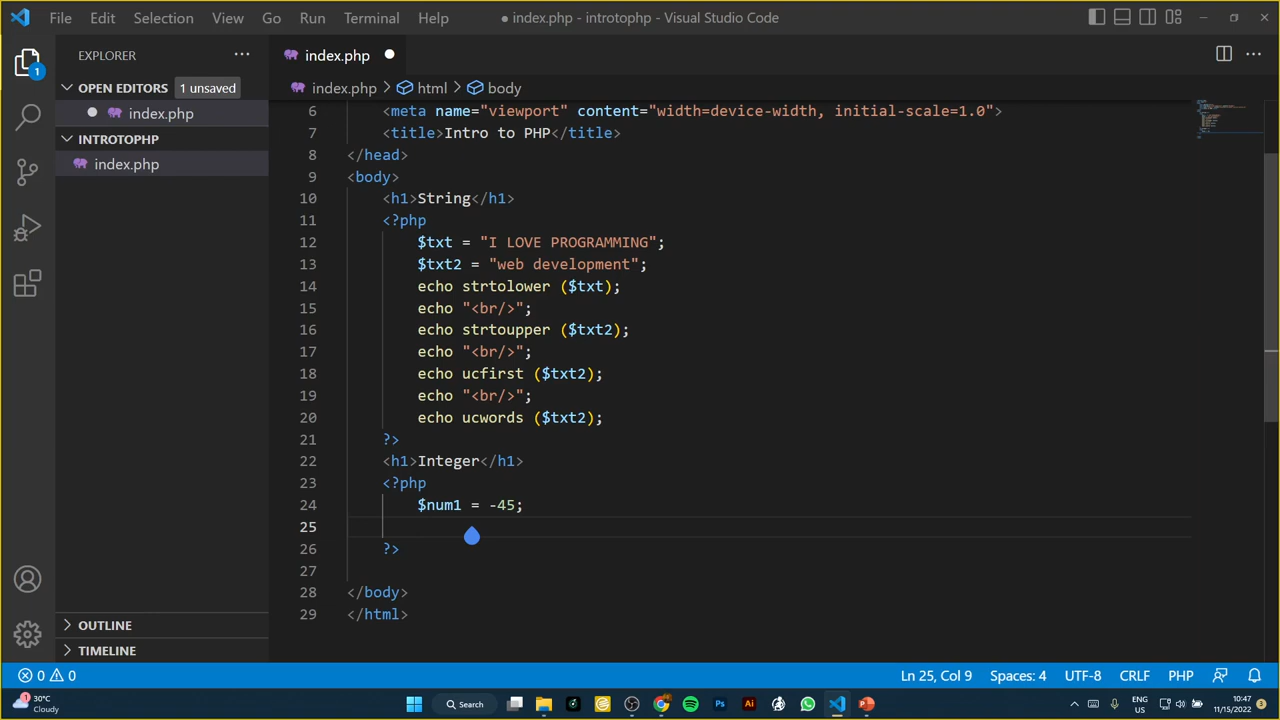 File Edit Selection View Go Run Terminal Help
● index.php - introtophp - Visual Studio Code
EXPLORER
1
OPEN EDITORS 1 unsaved
index.php
INTROTOPHP
index.php
OUTLINE
TIMELINE
index.php
index.php > html > body
6 <meta name="viewport" content="width=device-width, initial-scale=1.0">
7 <title>Intro to PHP</title>
8 </head>
9 <body>
10 <h1>String</h1>
11 <?php
12 $txt = "I LOVE PROGRAMMING";
13 $txt2 = "web development";
14 echo strtolower ($txt);
15 echo "<br/>";
16 echo strtoupper ($txt2);
17 echo "<br/>";
18 echo ucfirst ($txt2);
19 echo "<br/>";
20 echo ucwords ($txt2);
21 ?>
22 <h1>Integer</h1>
23 <?php
24 $num1 = -45;
25
26 ?>
27
28 </body>
29 </html>
0 0
Ln 25, Col 9 Spaces: 4 UTF-8 CRLF PHP
1
30°C
Cloudy
Search
Ps
Ai
ENG
US
10:47
11/15/2022